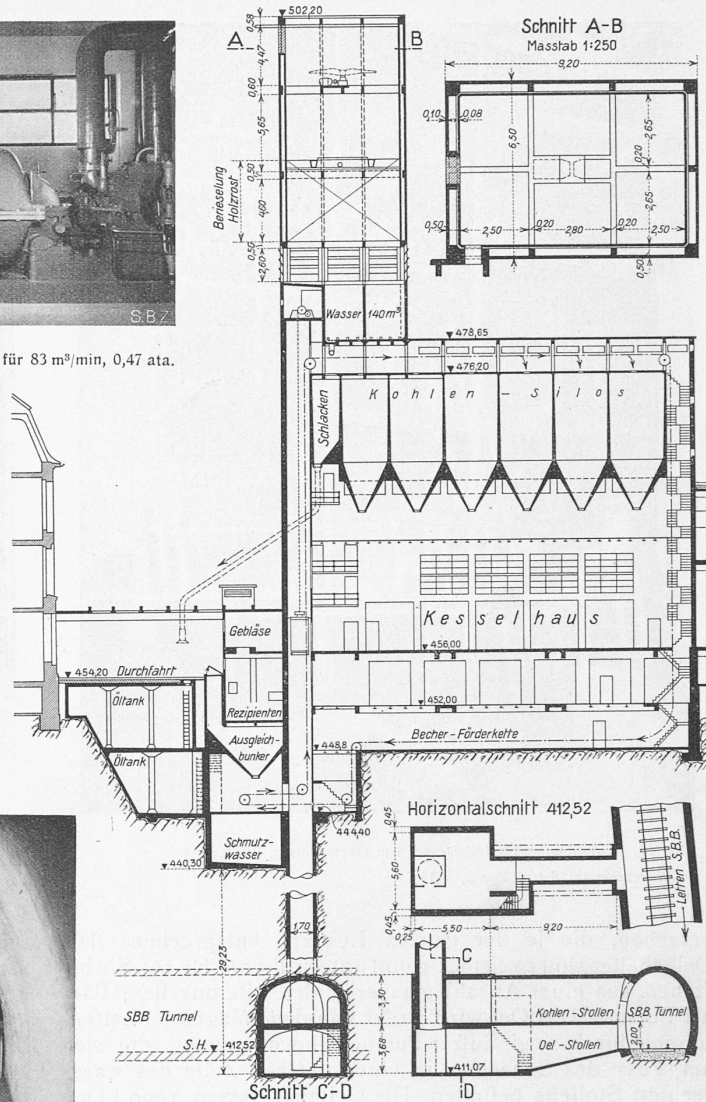 502,20
A
B
0,58
4,47
0,60
5,65
0,50
4,60
0,50
2,60
Berieselung
Holzrost
Schnitt A-B
Masstab 1:250
9,20
0,10
0,08
6,50
2,65
0,20
2,65
0,50
2,50
0,20
2,80
0,20
2,50
0,50
S.B.Z
für 83 m³/min, 0,47 ata.
Wasser 140 m³
478,65
476,20
Schlacken
Kohlen - Silos
Kesselhaus
Gebläse
456,00
454,20 Durchfahrt
Öltank
Rezipienten
452,00
Ausgleich-
bunker
Becher-Förderkette
448,8
Öltank
444,40
Schmutz-
wasser
440,30
Horizontalschnitt 412,52
0,45
5,60
0,45
0,25
5,50
9,20
Letten S.B.B.
1,70
C
3,30
3,68
SBB Tunnel
S.H. 412,52
Kohlen-Stollen
Oel-Stollen
S.B.B. Tunnel
2,00
411,07
D
Schnitt C-D